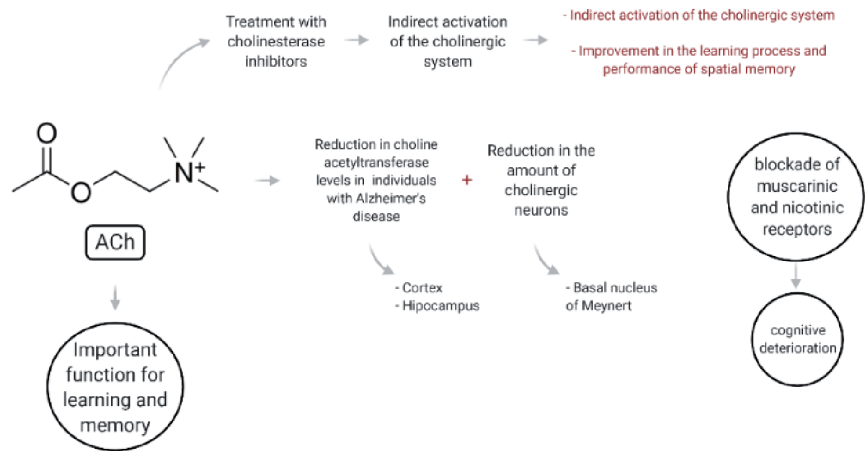 Treatment with
cholinesterase
inhibitors
Indirect activation
of the cholinergic
system
- Indirect activation of the cholinergic system
- Improvement in the learning process and
performance of spatial memory
O
O
N+
ACh
Reduction in choline
acetyltransferase
levels in individuals
with Alzheimer's
disease
+
Reduction in the
amount of
cholinergic
neurons
blockade of
muscarinic
and nicotinic
receptors
- Cortex
- Hipocampus
- Basal nucleus
of Meynert
cognitive
deterioration
Important
function for
learning and
memory